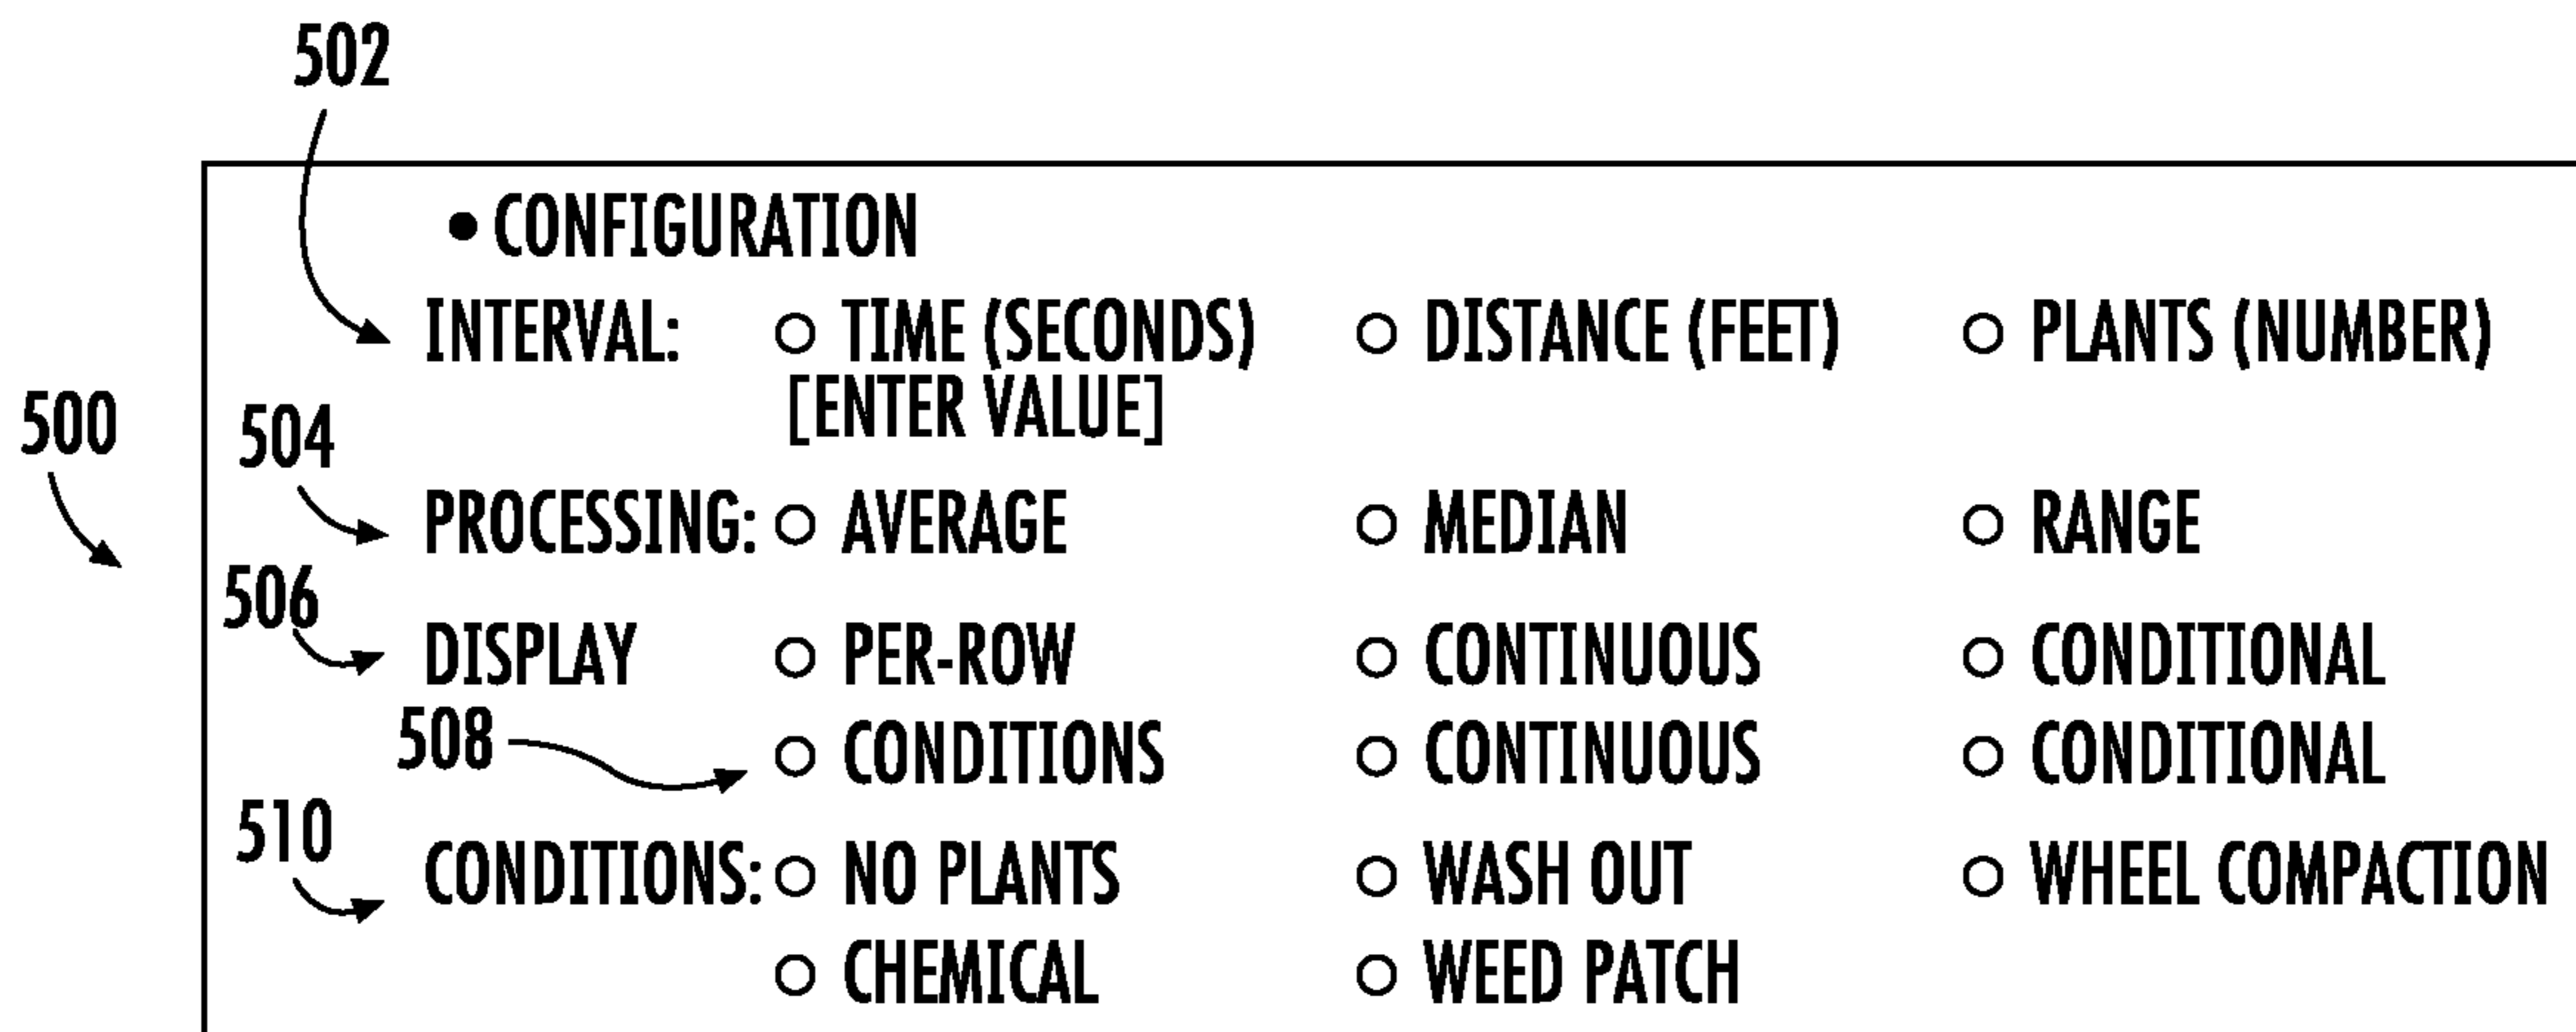 502
• CONFIGURATION
INTERVAL: ○ TIME (SECONDS) ○ DISTANCE (FEET) ○ PLANTS (NUMBER)
[ENTER VALUE]
500
504
PROCESSING: ○ AVERAGE ○ MEDIAN ○ RANGE
506
DISPLAY ○ PER-ROW ○ CONTINUOUS ○ CONDITIONAL
508 ○ CONDITIONS ○ CONTINUOUS ○ CONDITIONAL
510
CONDITIONS: ○ NO PLANTS ○ WASH OUT ○ WHEEL COMPACTION
○ CHEMICAL ○ WEED PATCH